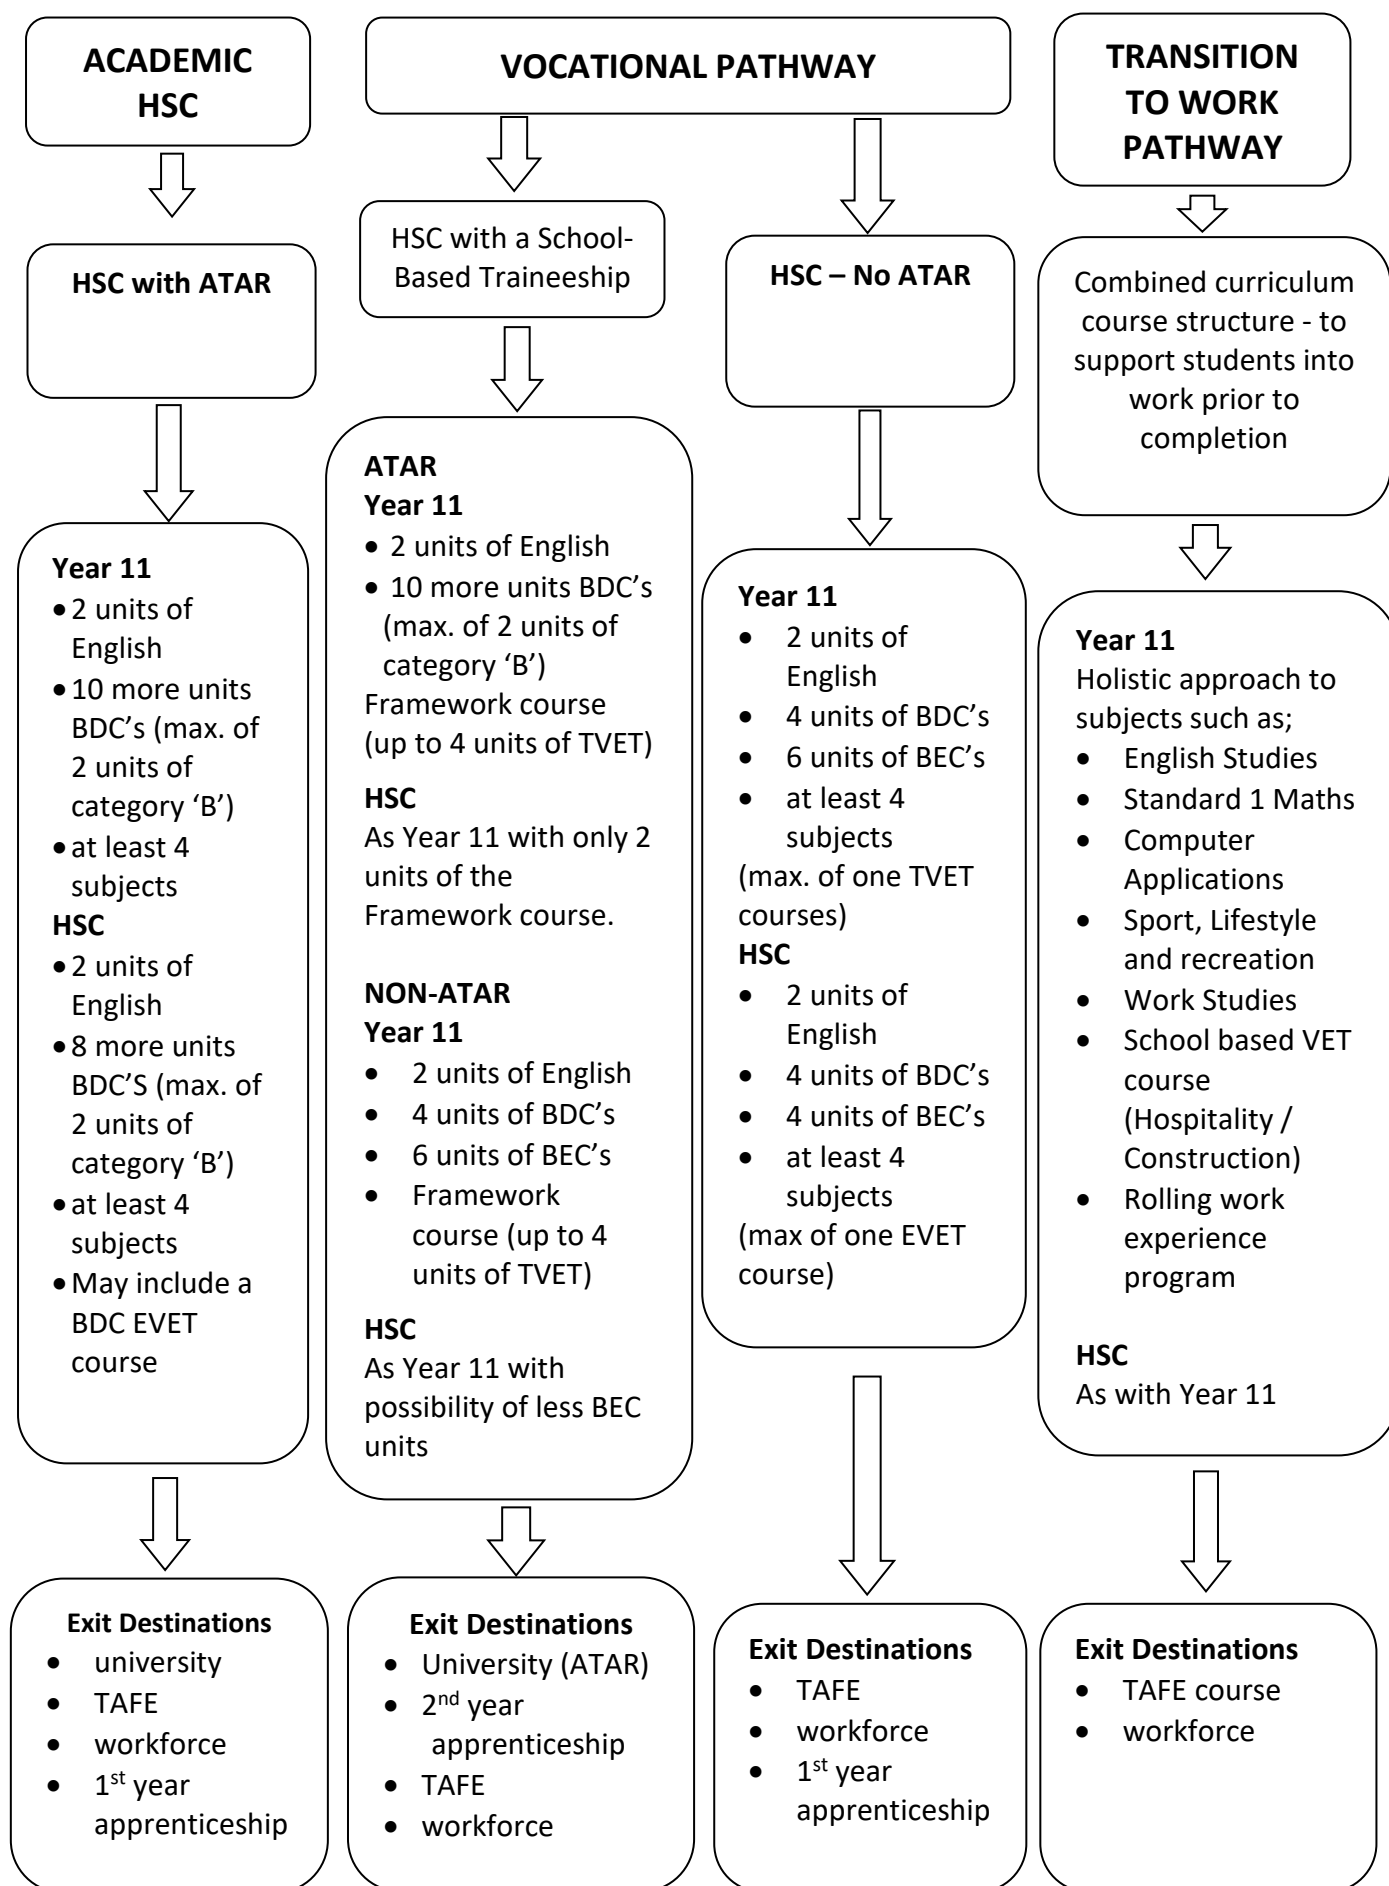 ACADEMIC
HSC
HSC with ATAR
Year 11
• 2 units of
English
• 10 more units
BDC’s (max. of
2 units of
category ‘B’)
• at least 4
subjects
HSC
• 2 units of
English
• 8 more units
BDC’S (max. of
2 units of
category ‘B’)
• at least 4
subjects
• May include a
BDC EVET
course
Exit Destinations
• university
• TAFE
• workforce
• 1st year
apprenticeship
VOCATIONAL PATHWAY
HSC with a School-
Based Traineeship
ATAR
Year 11
• 2 units of English
• 10 more units BDC’s
(max. of 2 units of
category ‘B’)
Framework course
(up to 4 units of TVET)
HSC
As Year 11 with only 2
units of the
Framework course.
NON-ATAR
Year 11
• 2 units of English
• 4 units of BDC’s
• 6 units of BEC’s
• Framework
course (up to 4
units of TVET)
HSC
As Year 11 with
possibility of less BEC
units
Exit Destinations
• University (ATAR)
• 2nd year
apprenticeship
• TAFE
• workforce
HSC – No ATAR
Year 11
• 2 units of
English
• 4 units of BDC’s
• 6 units of BEC’s
• at least 4
subjects
(max. of one TVET
courses)
HSC
• 2 units of
English
• 4 units of BDC’s
• 4 units of BEC’s
• at least 4
subjects
(max of one EVET
course)
Exit Destinations
• TAFE
• workforce
• 1st year
apprenticeship
TRANSITION
TO WORK
PATHWAY
Combined curriculum
course structure - to
support students into
work prior to
completion
Year 11
Holistic approach to
subjects such as;
• English Studies
• Standard 1 Maths
• Computer
Applications
• Sport, Lifestyle
and recreation
• Work Studies
• School based VET
course
(Hospitality /
Construction)
• Rolling work
experience
program
HSC
As with Year 11
Exit Destinations
• TAFE course
• workforce